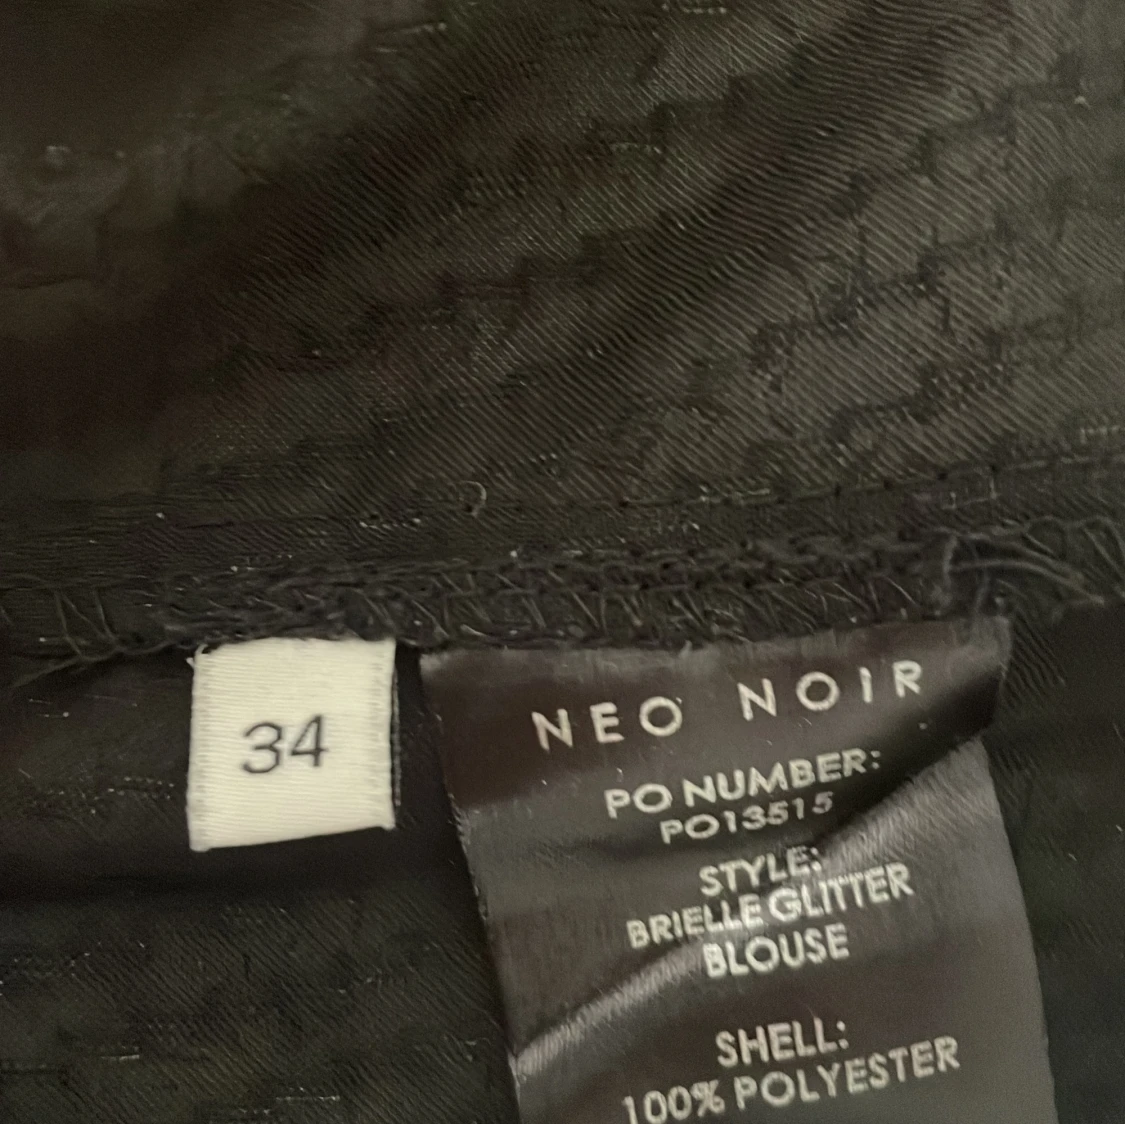 34
NEO NOIR
PO NUMBER:
PO13515
STYLE:
BRIELLE GLITTER
BLOUSE
SHELL:
100% POLYESTER